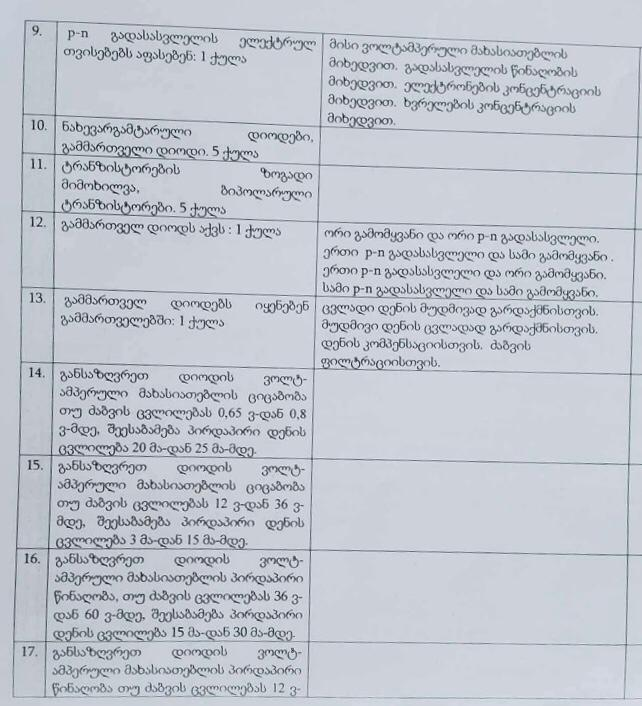 9. p-n გადასასვლელის ელექტრულ
თვისებებს აფასებენ: 1 ქულა
მისი ვოლტამპერული მახასიათებლის
მიხედვით. გადასასვლელის წინაღობის
მიხედვით. ელექტრონების კონცენტრაციის
მიხედვით. ხვრელების კონცენტრაციის
მიხედვით.
10. ნახევარგამტარული დიოდები,
გამმართველი დიოდი. 5 ქულა
11. ტრანზისტორების ზოგადი
მიმოხილვა, ბიპოლარული
ტრანზისტორები. 5 ქულა
12. გამმართველ დიოდს აქვს : 1 ქულა
ორი გამომყვანი და ორი p-n გადასასვლელი.
ერთი p-n გადასასვლელი და სამი გამომყვანი .
ერთი p-n გადასასვლელი და ორი გამომყვანი.
სამი p-n გადასასვლელი და სამი გამომყვანი.
13. გამმართველ დიოდებს იყენებენ
გამმართველებში: 1 ქულა
ცვლადი დენის მუდმივად გარდაქმნისთვის.
მუდმივი დენის ცვლადად გარდაქმნისთვის.
დენის კომპენსაციისთვის. ძაბვის
ფილტრაციისთვის.
14. განსაზღვრეთ დიოდის ვოლტ-
ამპერული მახასიათებლის ციცაბობა
თუ ძაბვის ცვლილებას 0,65 ვ-დან 0,8
ვ-მდე, შეესაბამება პირდაპირი დენის
ცვლილება 20 მა-დან 25 მა-მდე.
15. განსაზღვრეთ დიოდის ვოლტ-
ამპერული მახასიათებლის ციცაბობა
თუ ძაბვის ცვლილებას 12 ვ-დან 36 ვ-
მდე, შეესაბამება პირდაპირი დენის
ცვლილება 3 მა-დან 15 მა-მდე.
16. განსაზღვრეთ დიოდის ვოლტ-
ამპერული მახასიათებლის პირდაპირი
წინაღობა, თუ ძაბვის ცვლილებას 36 ვ-
დან 60 ვ-მდე, შეესაბამება პირდაპირი
დენის ცვლილება 15 მა-დან 30 მა-მდე.
17. განსაზღვრეთ დიოდის ვოლტ-
ამპერული მახასიათებლის პირდაპირი
წინაღობა თუ ძაბვის ცვლილებას 12 ვ-